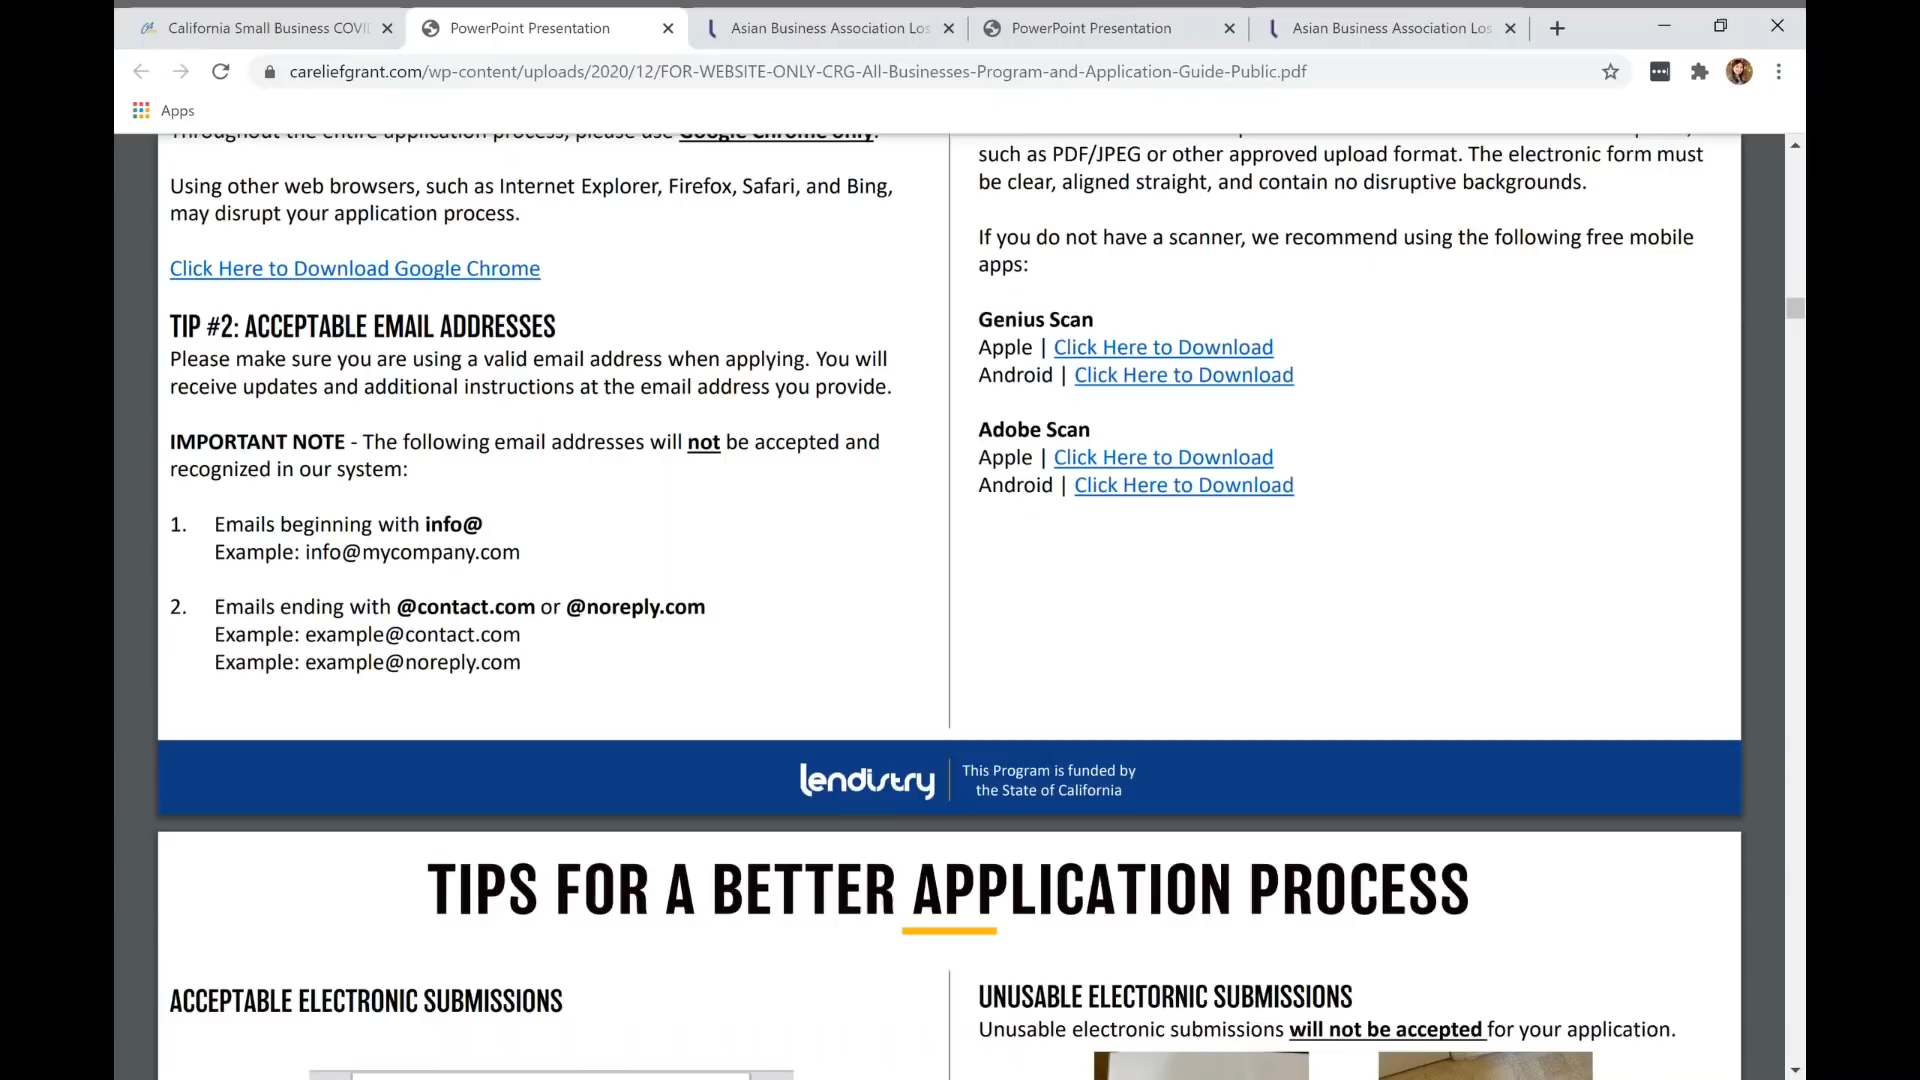 California Small Business COVI
PowerPoint Presentation
Asian Business Association Los
PowerPoint Presentation
Asian Business Association Los
careliefgrant.com/wp-content/uploads/2020/12/FOR-WEBSITE-ONLY-CRG-All-Businesses-Program-and-Application-Guide-Public.pdf
Apps
Throughout the entire application process, please use Google Chrome only.
Using other web browsers, such as Internet Explorer, Firefox, Safari, and Bing,
may disrupt your application process.
Click Here to Download Google Chrome
TIP #2: ACCEPTABLE EMAIL ADDRESSES
Please make sure you are using a valid email address when applying. You will
receive updates and additional instructions at the email address you provide.
IMPORTANT NOTE - The following email addresses will not be accepted and
recognized in our system:
1. Emails beginning with info@
Example: info@mycompany.com
2. Emails ending with @contact.com or @noreply.com
Example: example@contact.com
Example: example@noreply.com
such as PDF/JPEG or other approved upload format. The electronic form must
be clear, aligned straight, and contain no disruptive backgrounds.
If you do not have a scanner, we recommend using the following free mobile
apps:
Genius Scan
Apple | Click Here to Download
Android | Click Here to Download
Adobe Scan
Apple | Click Here to Download
Android | Click Here to Download
lendistry
This Program is funded by
the State of California
TIPS FOR A BETTER APPLICATION PROCESS
ACCEPTABLE ELECTRONIC SUBMISSIONS
UNUSABLE ELECTORNIC SUBMISSIONS
Unusable electronic submissions will not be accepted for your application.